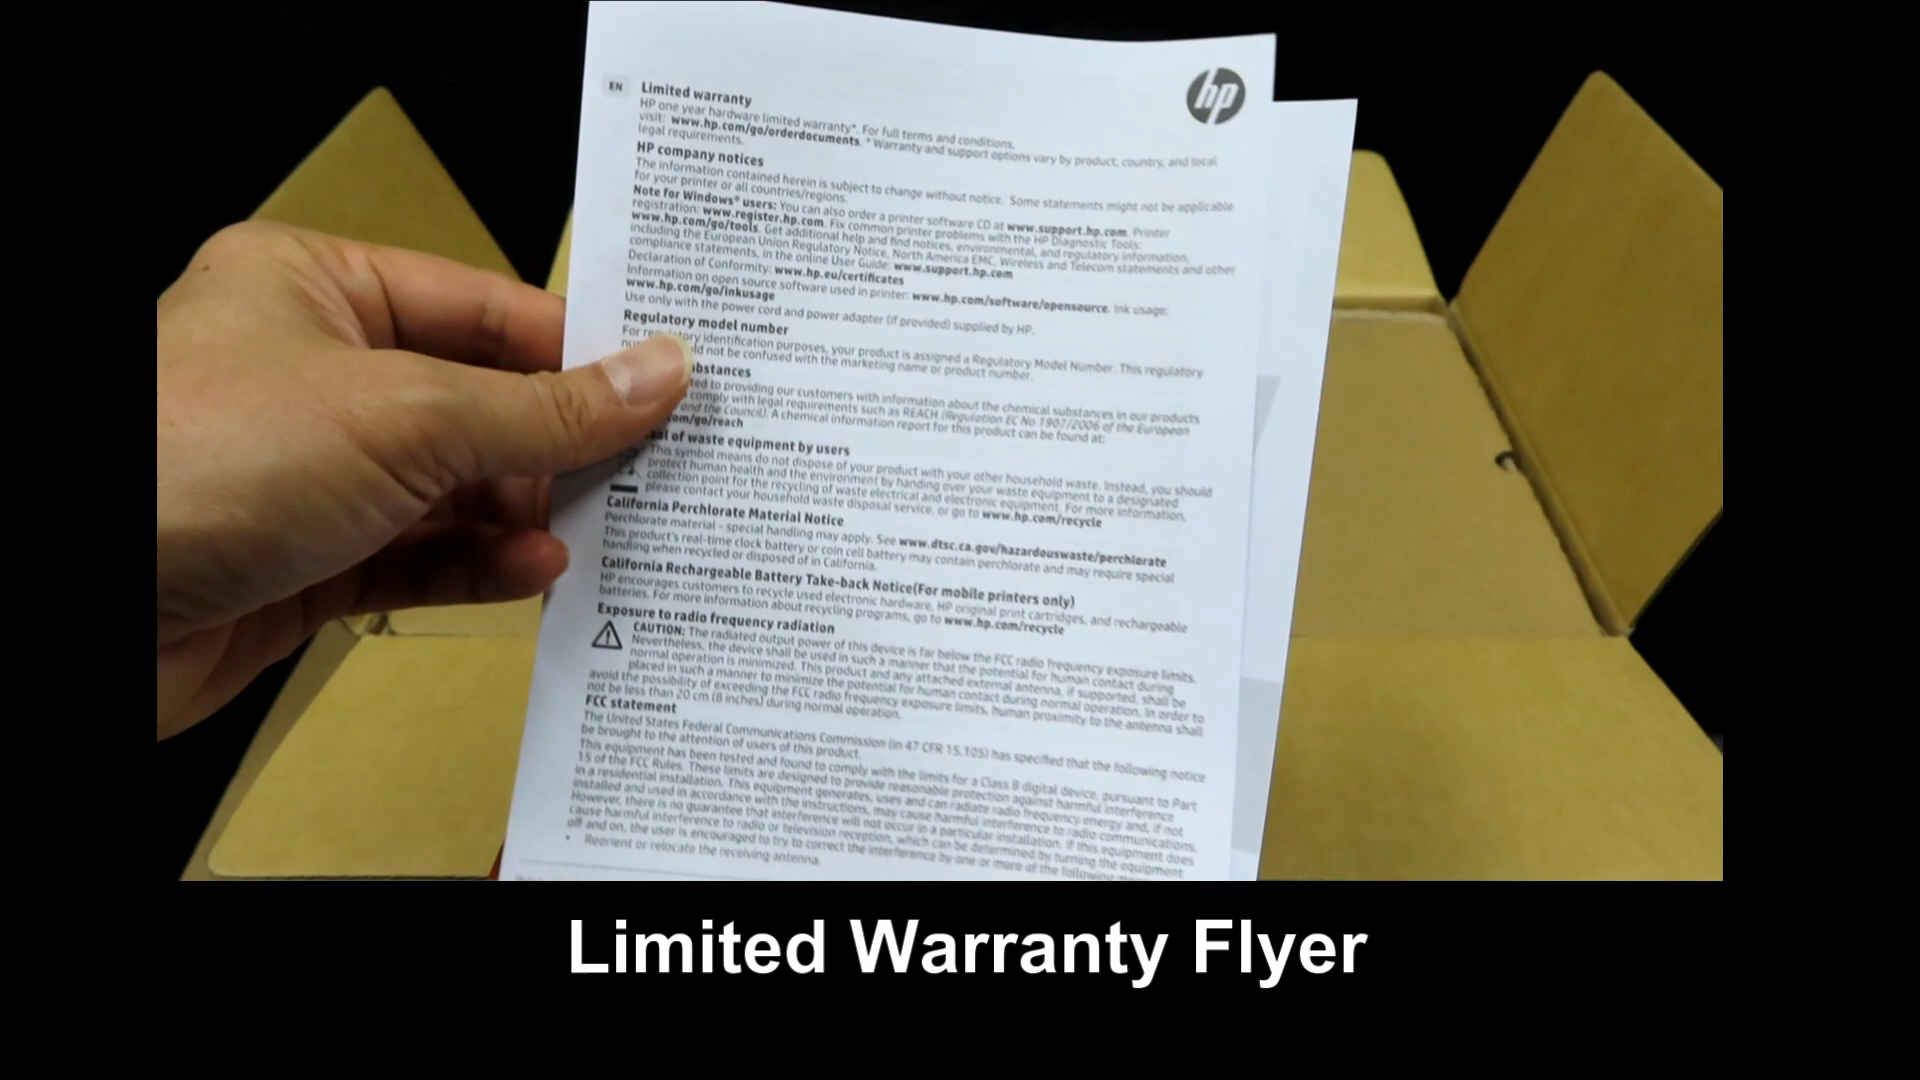 EN
hp
Limited warranty
HP one year hardware limited warranty*. For full terms and conditions,
visit: www.hp.com/go/orderdocuments. * Warranty and support options vary by product, country, and local
legal requirements.
HP company notices
The information contained herein is subject to change without notice. Some statements might not be applicable
for your printer or all countries/regions.
Note for Windows® users: You can also order a printer software CD at www.support.hp.com. Printer
registration: www.register.hp.com. Fix common printer problems with the HP Diagnostic Tools:
www.hp.com/go/tools. Get additional help and find notices, environmental, and regulatory information,
including the European Union Regulatory Notice, North America EMC, Wireless and Telecom statements and other
compliance statements, in the online User Guide: www.support.hp.com
Declaration of Conformity: www.hp.eu/certificates
Information on open source software used in printer: www.hp.com/software/opensource. Ink usage:
www.hp.com/go/inkusage
Use only with the power cord and power adapter (if provided) supplied by HP.
Regulatory model number
For regulatory identification purposes, your product is assigned a Regulatory Model Number. This regulatory
not be confused with the marketing name or product number.
to providing our customers with information about the chemical substances in our products
comply with legal requirements such as REACH (Regulation EC No 1907/2006 of the European
and the Council). A chemical information report for this product can be found at:
com/go/reach
of waste equipment by users
This symbol means do not dispose of your product with your other household waste. Instead, you should
protect human health and the environment by handing over your waste equipment to a designated
collection point for the recycling of waste electrical and electronic equipment. For more information,
please contact your household waste disposal service, or go to www.hp.com/recycle
California Perchlorate Material Notice
Perchlorate material - special handling may apply. See www.dtsc.ca.gov/hazardouswaste/perchlorate
This product's real-time clock battery or coin cell battery may contain perchlorate and may require special
handling when recycled or disposed of in California.
California Rechargeable Battery Take-back Notice(For mobile printers only)
HP encourages customers to recycle used electronic hardware, HP original print cartridges, and rechargeable
batteries. For more information about recycling programs, go to www.hp.com/recycle
Exposure to radio frequency radiation
CAUTION: The radiated output power of this device is far below the FCC radio frequency exposure limits.
Nevertheless, the device shall be used in such a manner that the potential for human contact during
normal operation is minimized. This product and any attached external antenna, if supported, shall be
placed in such a manner to minimize the potential for human contact during normal operation. In order to
avoid the possibility of exceeding the FCC radio frequency exposure limits, human proximity to the antenna shall
not be less than 20 cm (8 inches) during normal operation.
FCC statement
The United States Federal Communications Commission (in 47 CFR 15.105) has specified that the following notice
be brought to the attention of users of this product.
This equipment has been tested and found to comply with the limits for a Class B digital device, pursuant to Part
15 of the FCC Rules. These limits are designed to provide reasonable protection against harmful interference
in a residential installation. This equipment generates, uses and can radiate radio frequency energy and, if not
installed and used in accordance with the instructions, may cause harmful interference to radio communications.
However, there is no guarantee that interference will not occur in a particular installation. If this equipment does
cause harmful interference to radio or television reception, which can be determined by turning the equipment
off and on, the user is encouraged to try to correct the interference by one or more of the following
• Reorient or relocate the receiving antenna.
Limited Warranty Flyer